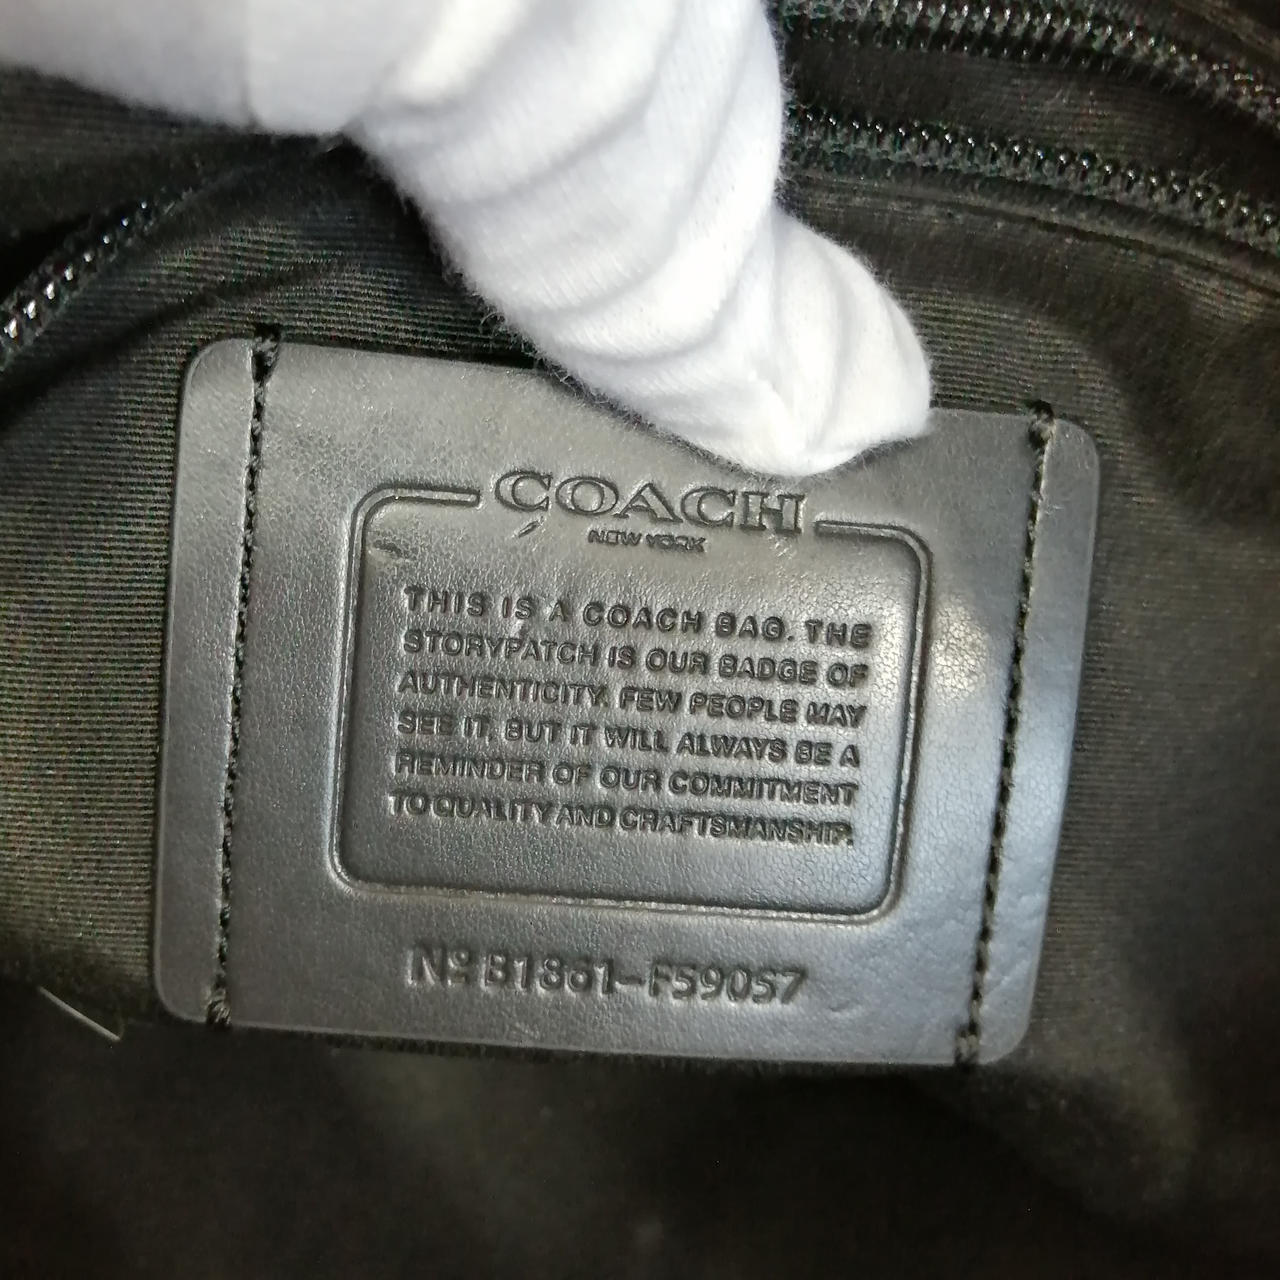 COACH
NEW YORK
THIS IS A COACH BAG. THE
STORYPATCH IS OUR BADGE OF
AUTHENTICITY. FEW PEOPLE MAY
SEE IT, BUT IT WILL ALWAYS BE A
REMINDER OF OUR COMMITMENT
TO QUALITY AND CRAFTSMANSHIP.
Nº B1861-F59057